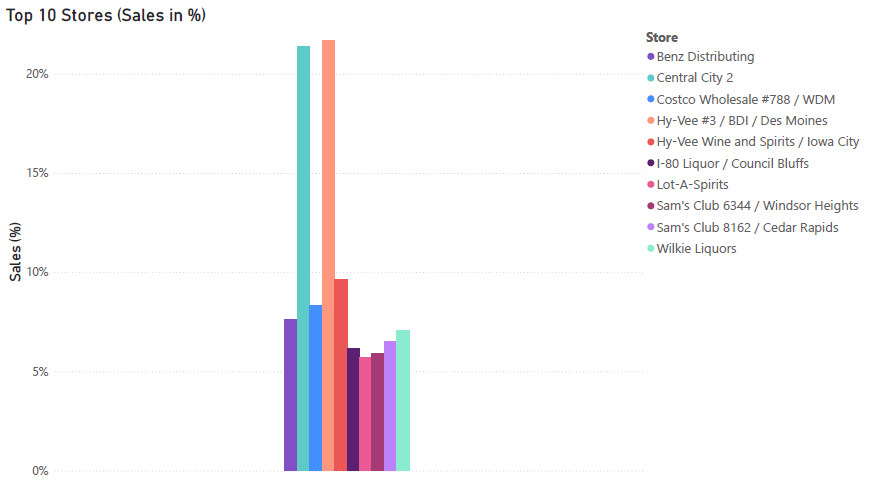 Top 10 Stores (Sales in %)
Store
Benz Distributing
Central City 2
Costco Wholesale #788 / WDM
Hy-Vee #3 / BDI / Des Moines
Hy-Vee Wine and Spirits / Iowa City
I-80 Liquor / Council Bluffs
Lot-A-Spirits
Sam's Club 6344 / Windsor Heights
Sam's Club 8162 / Cedar Rapids
Wilkie Liquors
Sales (%)
20%
15%
10%
5%
0%